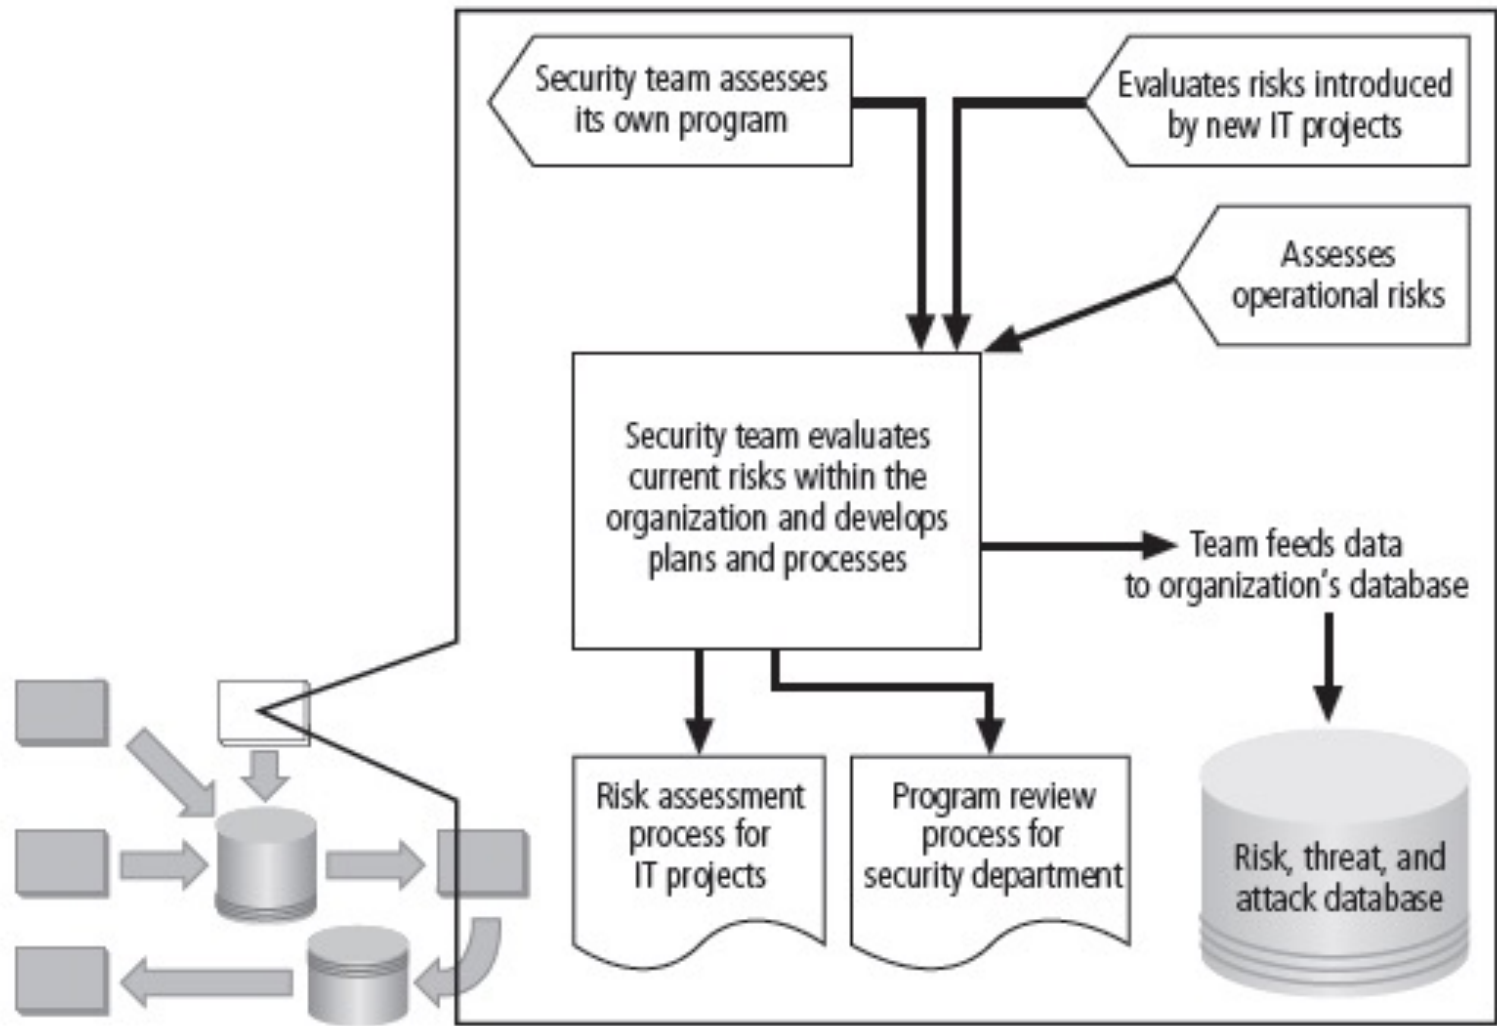 Security team assesses
its own program
Evaluates risks introduced
by new IT projects
Assesses
operational risks
Security team evaluates
current risks within the
organization and develops
plans and processes
Team feeds data
to organization's database
Risk assessment
process for
IT projects
Program review
process for
security department
Risk, threat, and
attack database